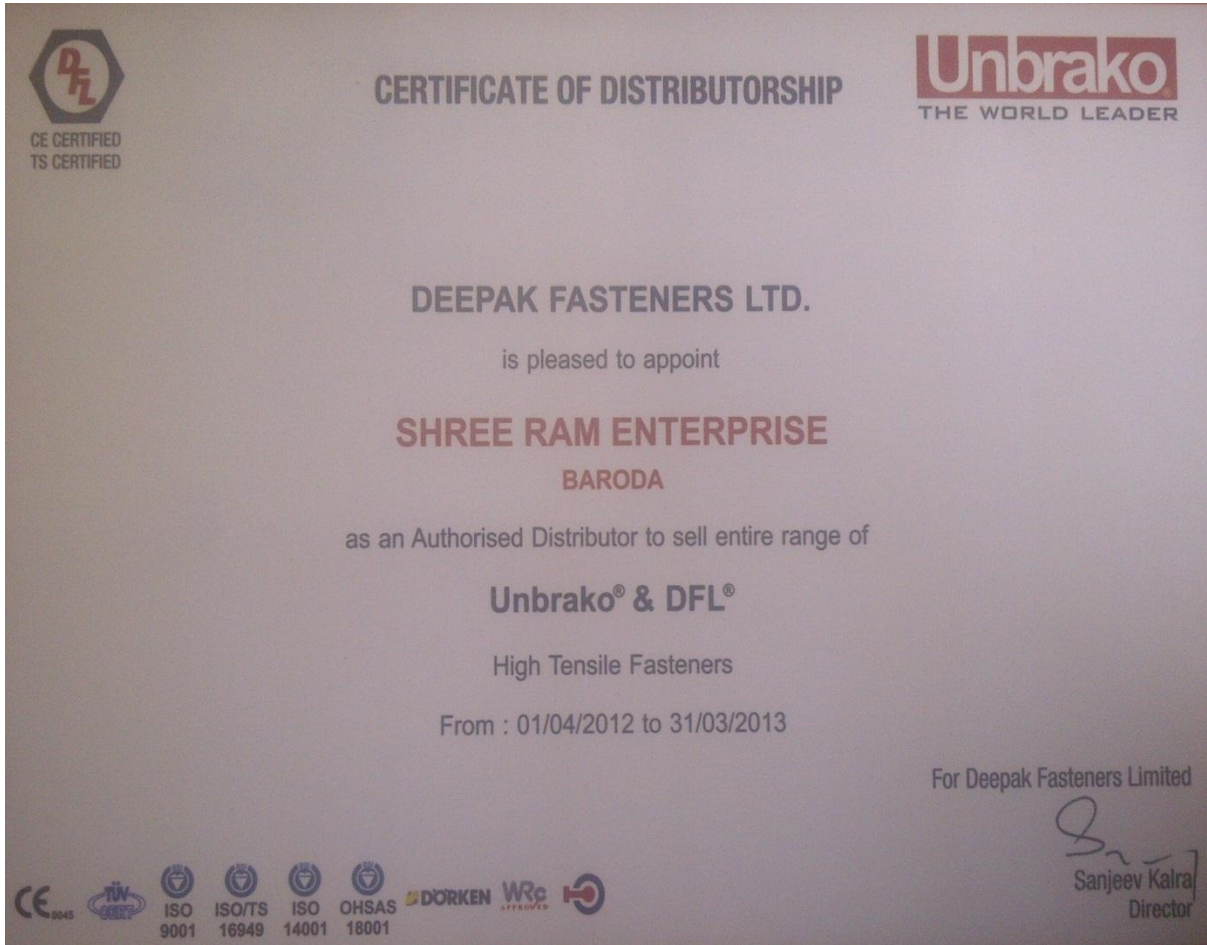 DFL
CE CERTIFIED
TS CERTIFIED
CERTIFICATE OF DISTRIBUTORSHIP
Unbrako®
THE WORLD LEADER
DEEPAK FASTENERS LTD.
is pleased to appoint
SHREE RAM ENTERPRISE
BARODA
as an Authorised Distributor to sell entire range of
Unbrako® & DFL®
High Tensile Fasteners
From : 01/04/2012 to 31/03/2013
For Deepak Fasteners Limited
Sanjeev Kalra
Director
CE 0045
TÜV
CERT
ISO 9001
ISO/TS 16949
ISO 14001
OHSAS 18001
DÖRKEN
WRc
APPROVED